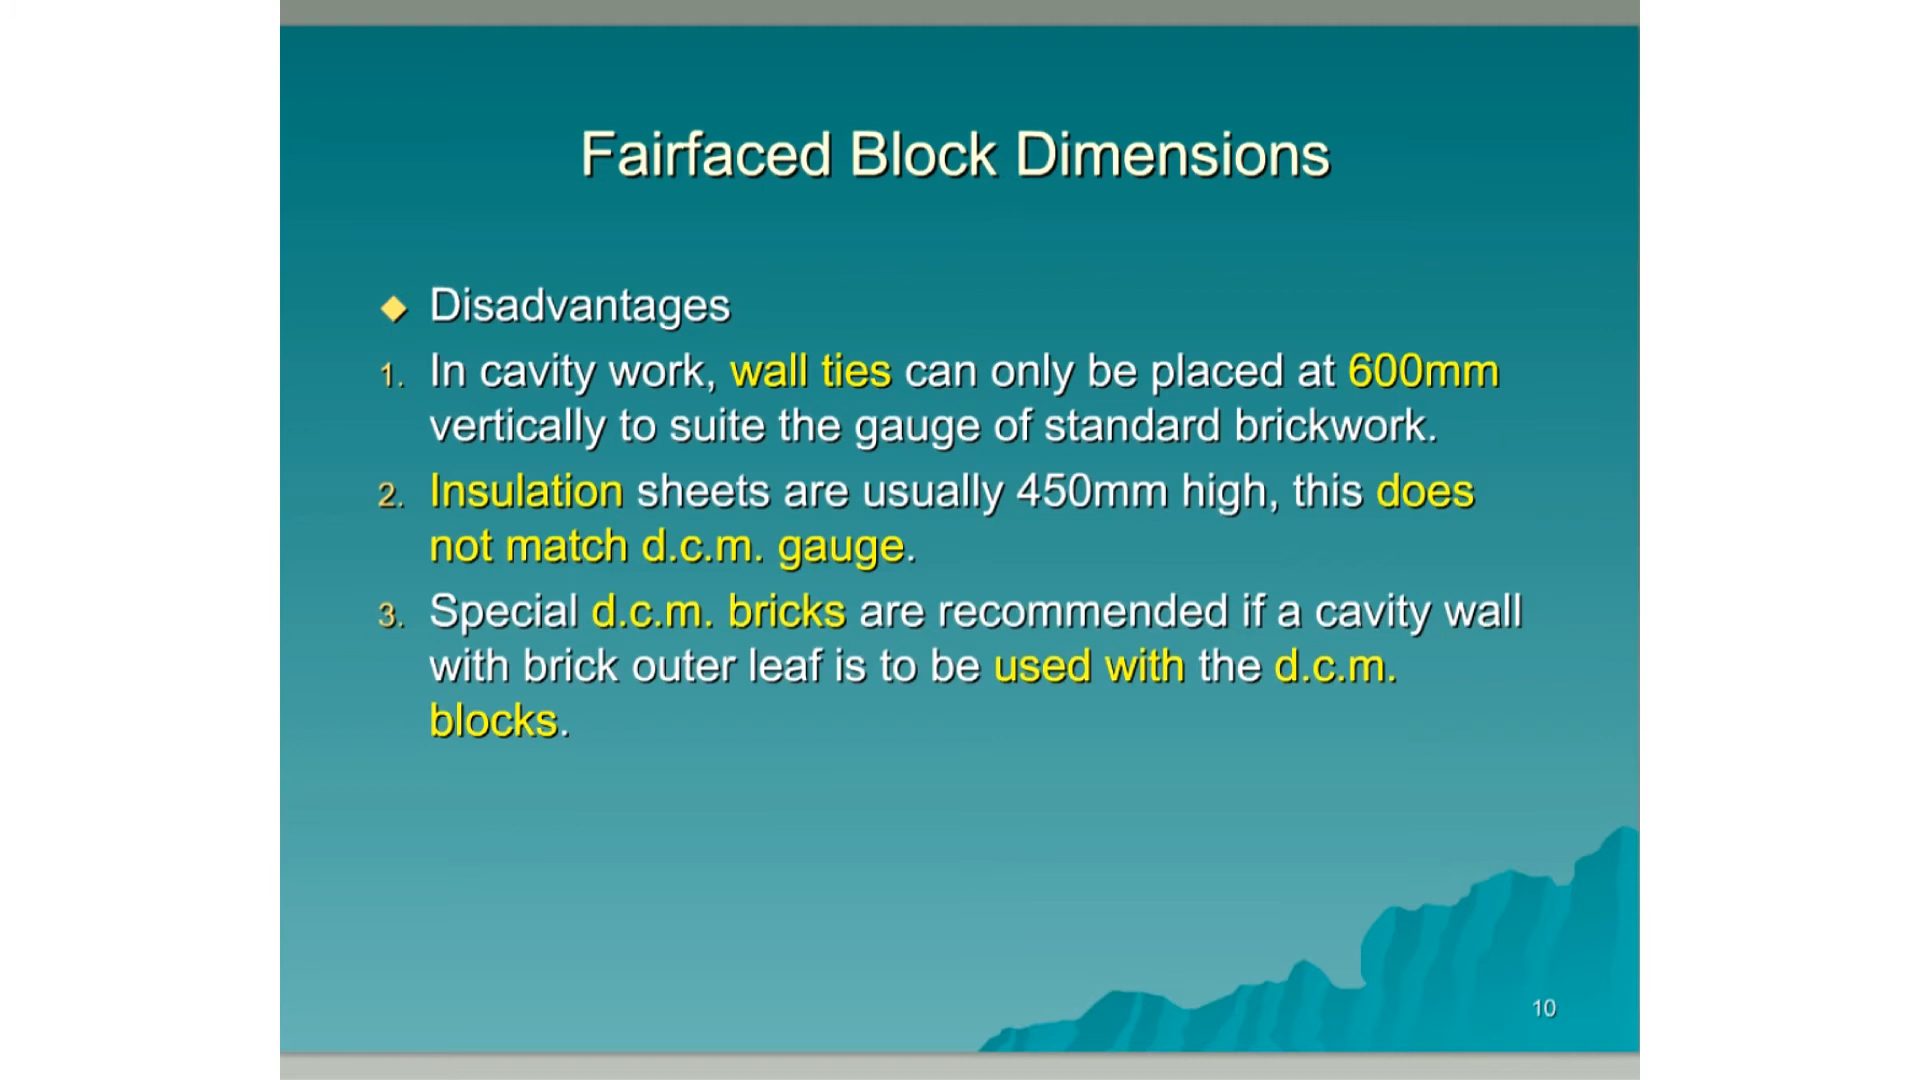 Fairfaced Block Dimensions
◆ Disadvantages
1. In cavity work, wall ties can only be placed at 600mm
vertically to suite the gauge of standard brickwork.
2. Insulation sheets are usually 450mm high, this does
not match d.c.m. gauge.
3. Special d.c.m. bricks are recommended if a cavity wall
with brick outer leaf is to be used with the d.c.m.
blocks.
10